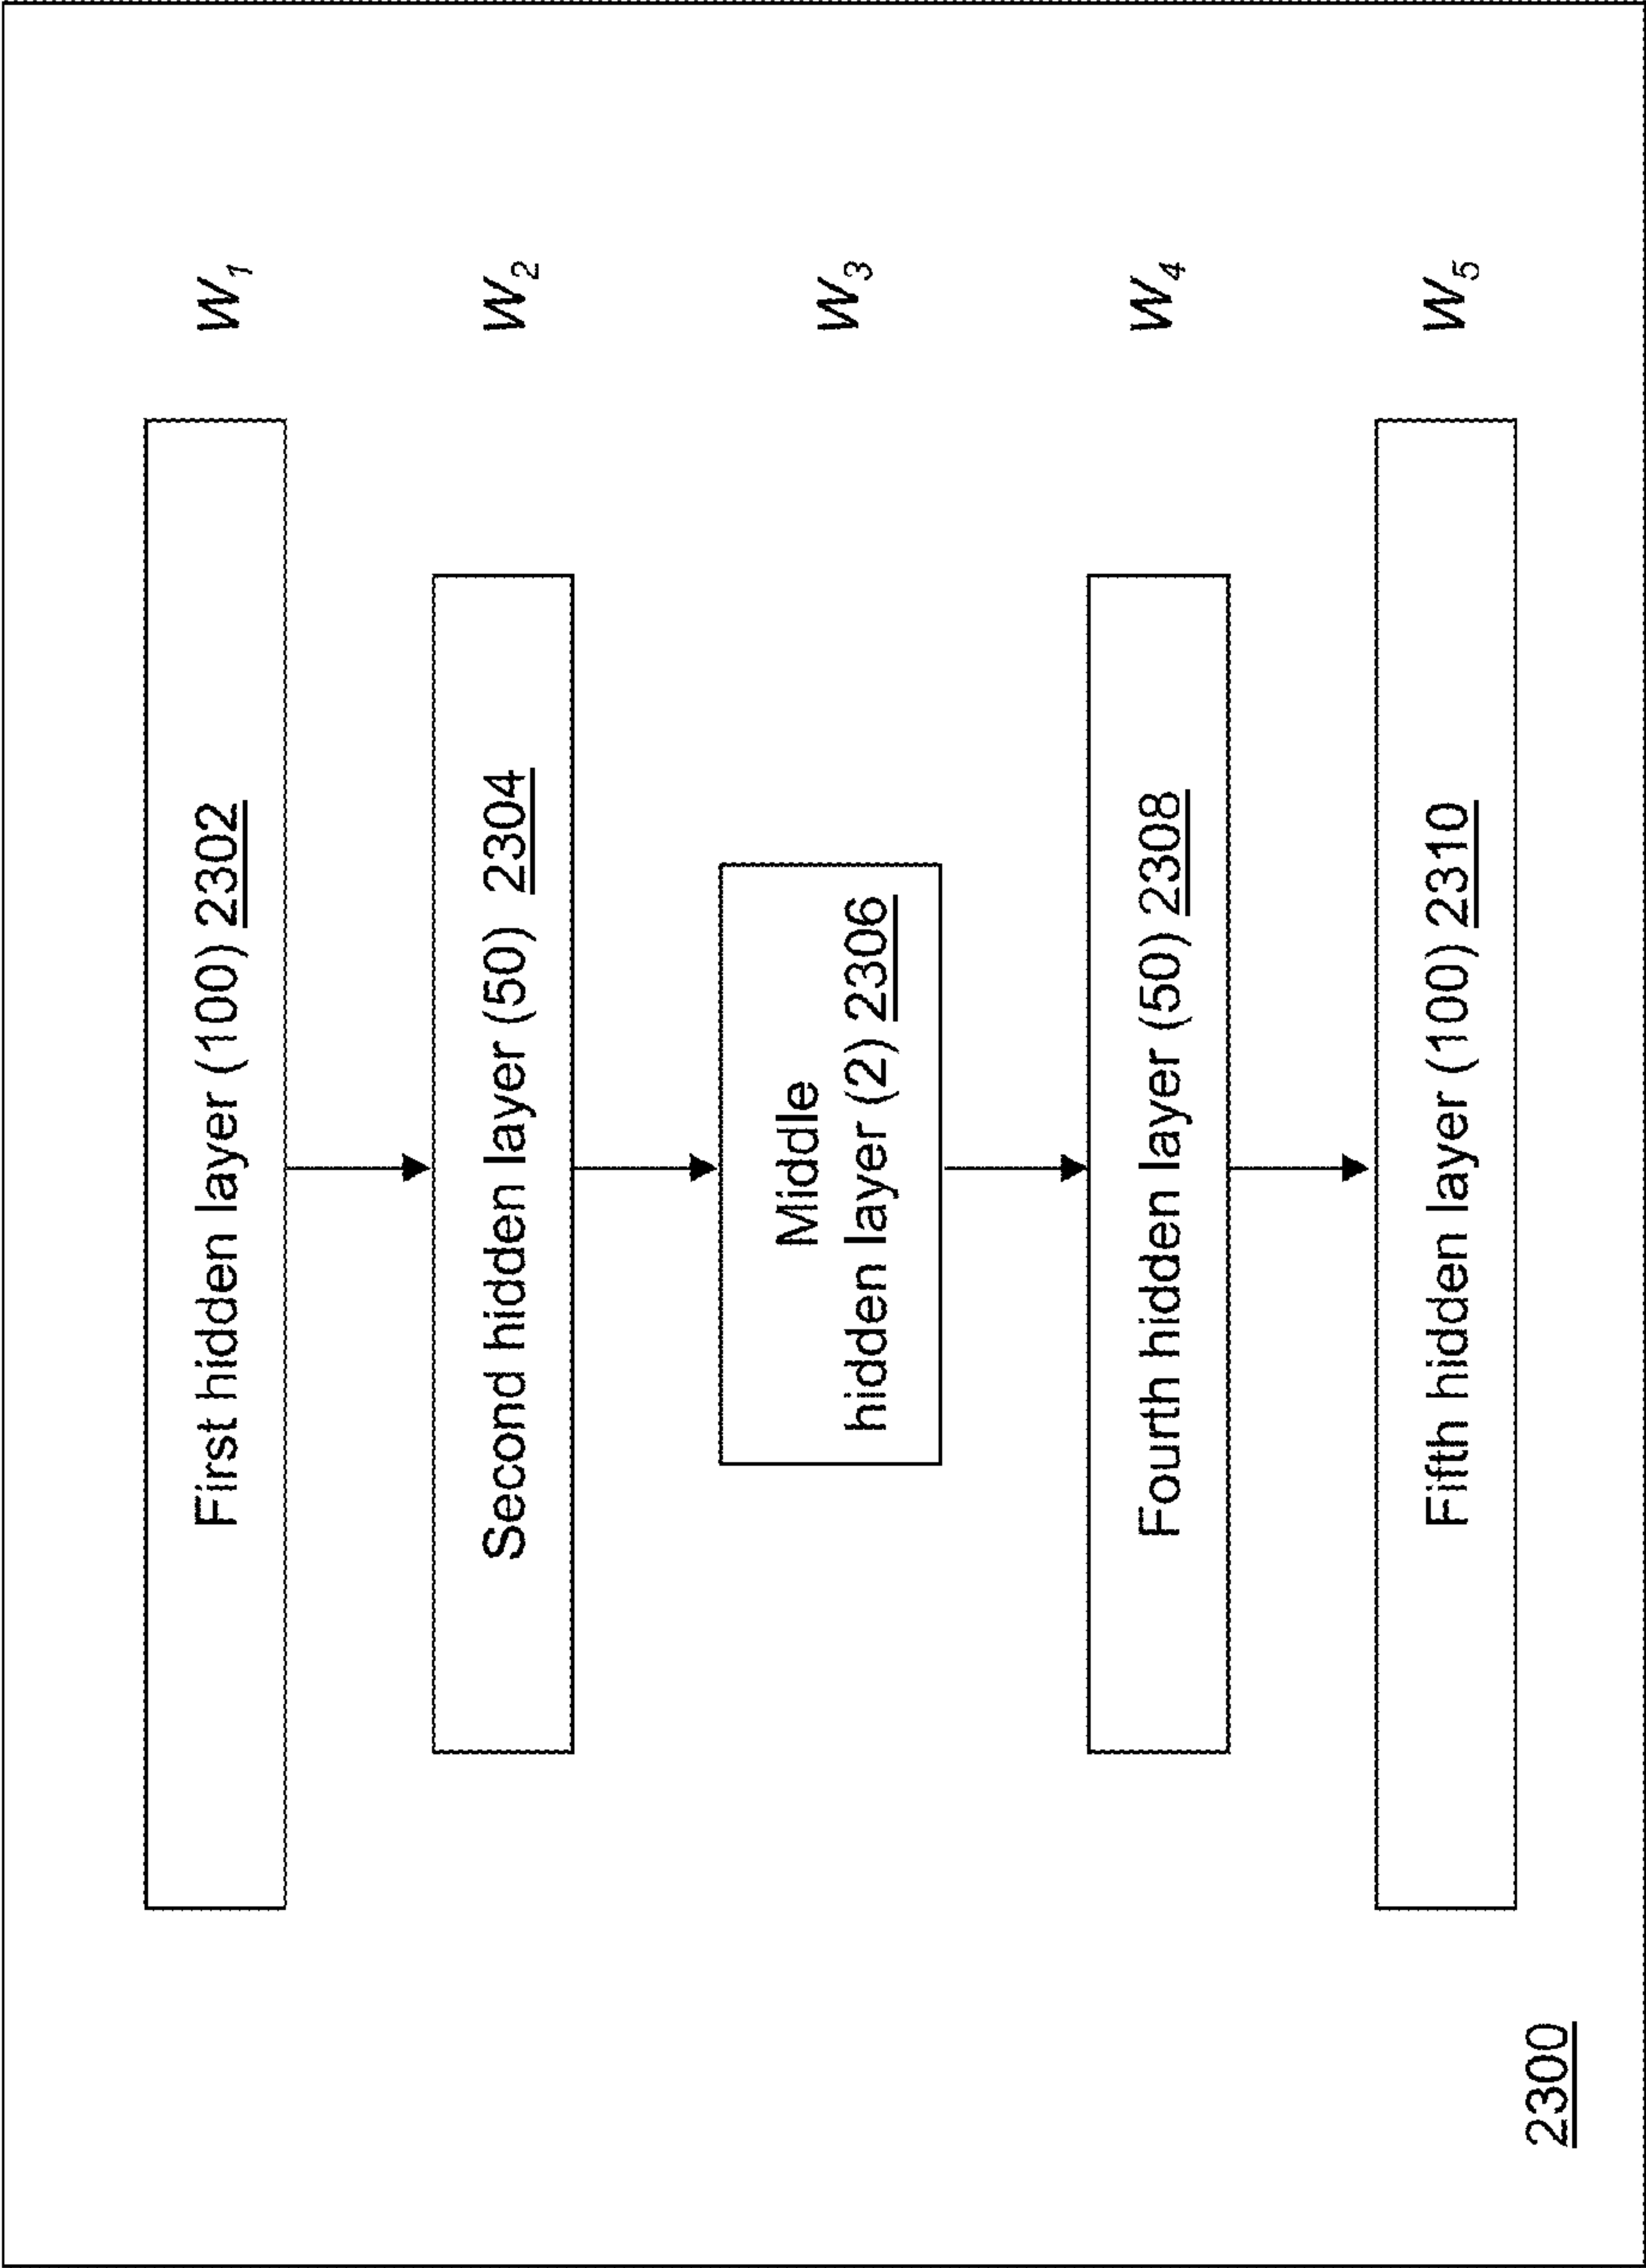 First hidden layer (100) 2302
W1
Second hidden layer (50) 2304
W2
Middle
hidden layer (2) 2306
W3
Fourth hidden layer (50) 2308
W4
Fifth hidden layer (100) 2310
W5
2300